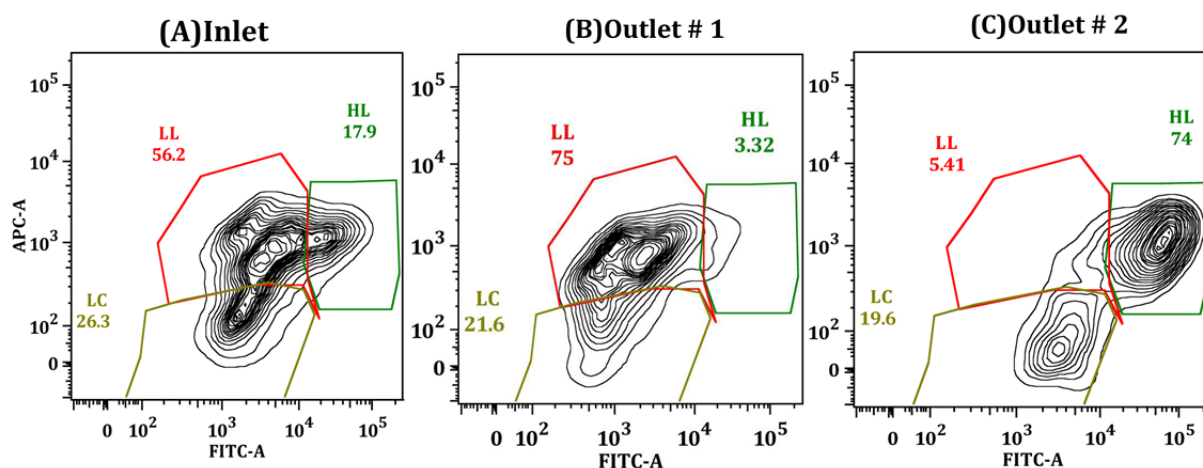 (A)Inlet
APC-A
10⁵
10⁴
10³
10²
0
LL
56.2
HL
17.9
LC
26.3
0 10² 10³ 10⁴ 10⁵
FITC-A
(B)Outlet # 1
10⁵
10⁴
10³
10²
0
LL
75
HL
3.32
LC
21.6
0 10² 10³ 10⁴ 10⁵
FITC-A
(C)Outlet # 2
10⁵
10⁴
10³
10²
0
LL
5.41
HL
74
LC
19.6
0 10² 10³ 10⁴ 10⁵
FITC-A